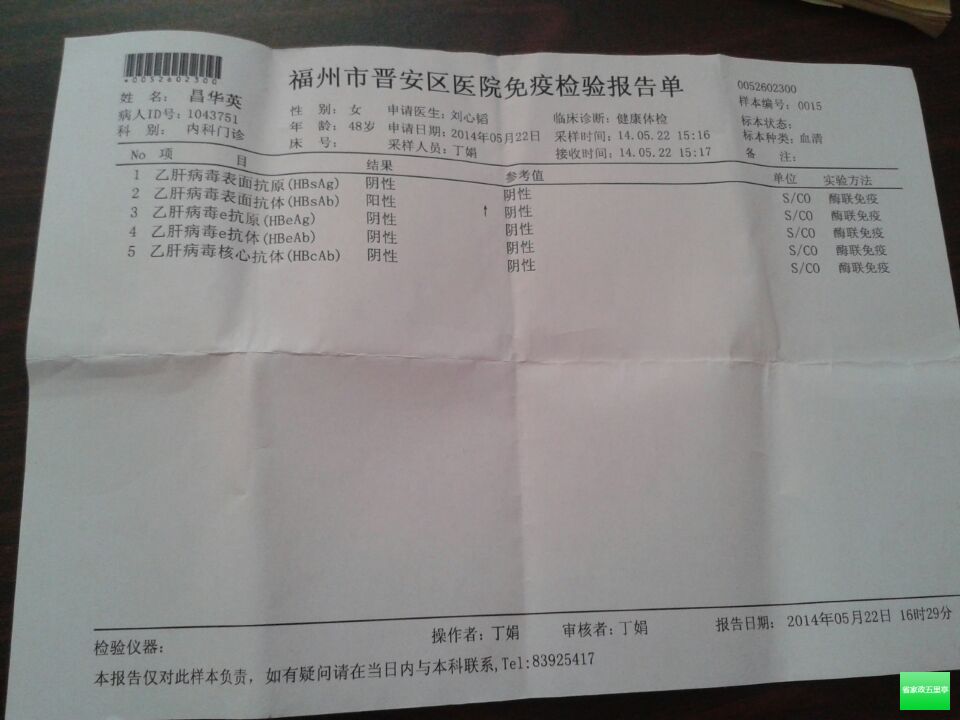 *0052602300
福州市晋安区医院免疫检验报告单
0052602300
姓 名: 昌华英 性 别: 女 申请医生: 刘心韬 临床诊断: 健康体检 样本编号: 0015
病人ID号: 1043751 年 龄: 48岁 申请日期: 2014年05月22日 采样时间: 14.05.22 15:16 标本状态:
科 别: 内科门诊 床 号: 采样人员: 丁娟 接收时间: 14.05.22 15:17 标本种类: 血清
备 注:
No 项 目 结果 参考值 单位 实验方法
1 乙肝病毒表面抗原(HBsAg) 阴性 阴性 S/CO 酶联免疫
2 乙肝病毒表面抗体(HBsAb) 阳性 ↑ 阴性 S/CO 酶联免疫
3 乙肝病毒e抗原(HBeAg) 阴性 阴性 S/CO 酶联免疫
4 乙肝病毒e抗体(HBeAb) 阴性 阴性 S/CO 酶联免疫
5 乙肝病毒核心抗体(HBcAb) 阴性 阴性 S/CO 酶联免疫
检验仪器: 操作者: 丁娟 审核者: 丁娟 报告日期: 2014年05月22日 16时29分
本报告仅对此样本负责, 如有疑问请在当日内与本科联系,Tel:83925417
省家政五里亭